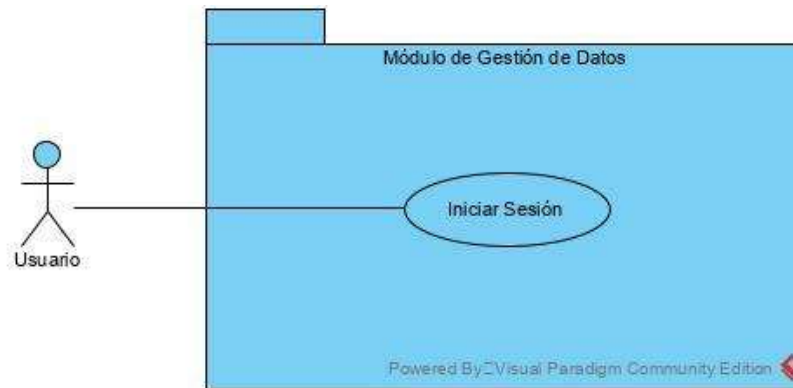 Módulo de Gestión de Datos
Iniciar Sesión
Usuario
Powered By Visual Paradigm Community Edition